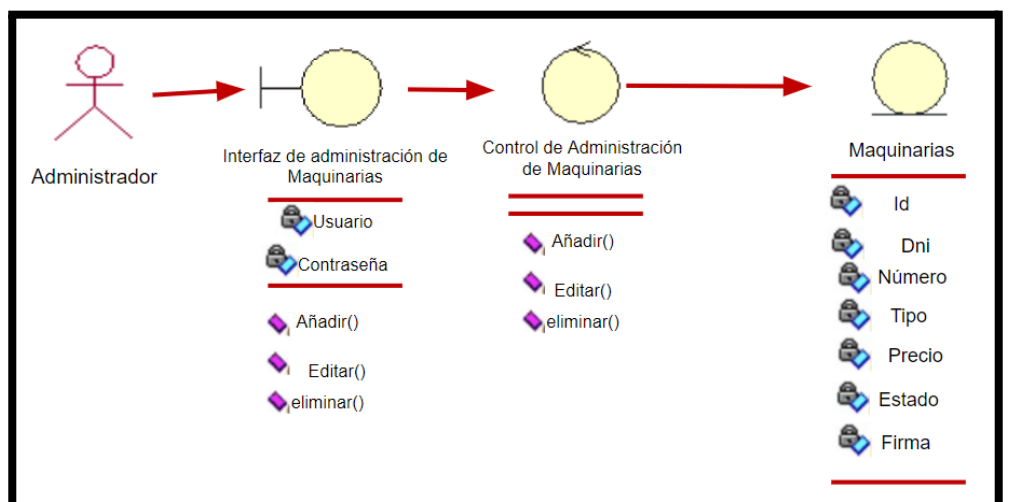 Administrador
Interfaz de administración de
Maquinarias
Usuario
Contraseña
Añadir()
Editar()
eliminar()
Control de Administración
de Maquinarias
Añadir()
Editar()
eliminar()
Maquinarias
Id
Dni
Número
Tipo
Precio
Estado
Firma